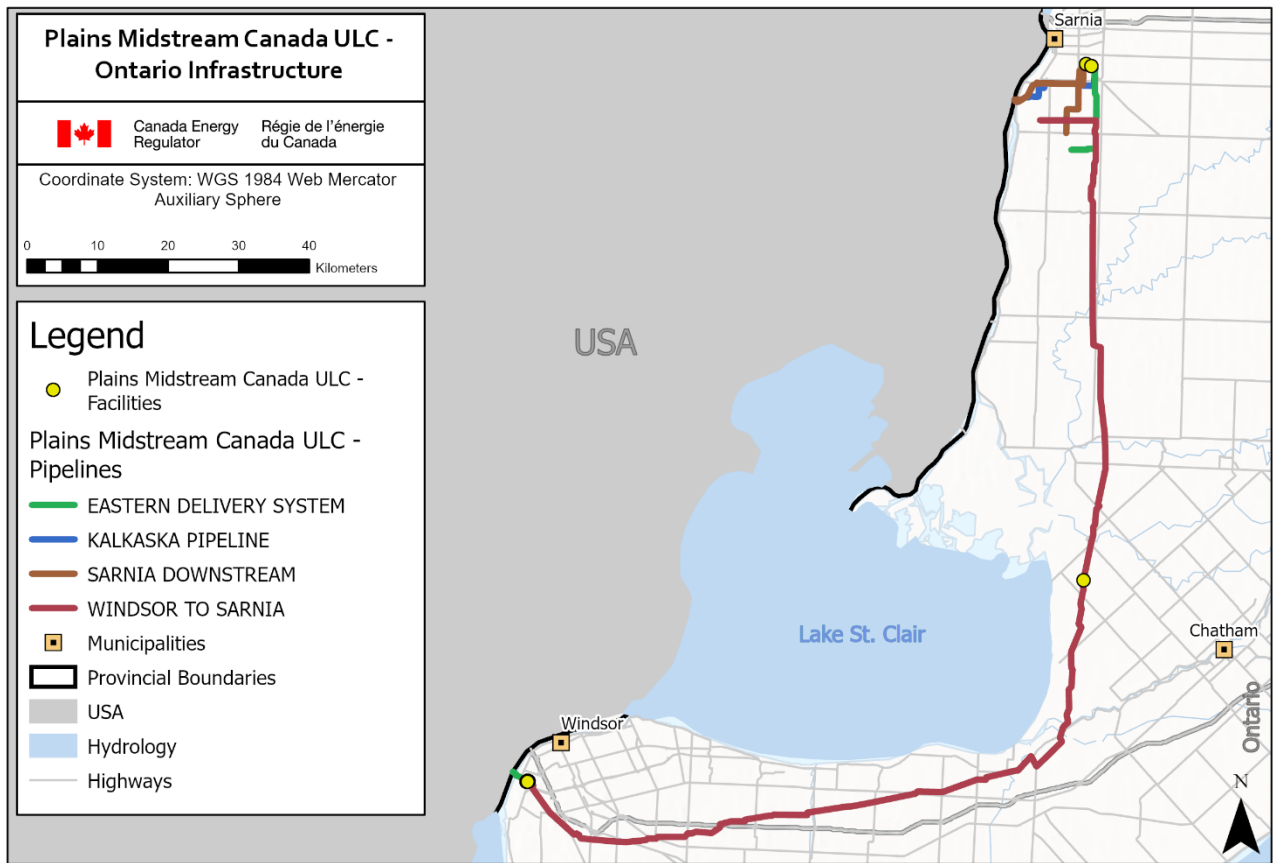 Plains Midstream Canada ULC -
Ontario Infrastructure
Canada Energy
Regulator
Régie de l'énergie
du Canada
Coordinate System: WGS 1984 Web Mercator
Auxiliary Sphere
0 10 20 30 40
Kilometers
Legend
Plains Midstream Canada ULC -
Facilities
Plains Midstream Canada ULC -
Pipelines
EASTERN DELIVERY SYSTEM
KALKASKA PIPELINE
SARNIA DOWNSTREAM
WINDSOR TO SARNIA
Municipalities
Provincial Boundaries
USA
Hydrology
Highways
Sarnia
USA
Lake St. Clair
Chatham
Ontario
Windsor
N